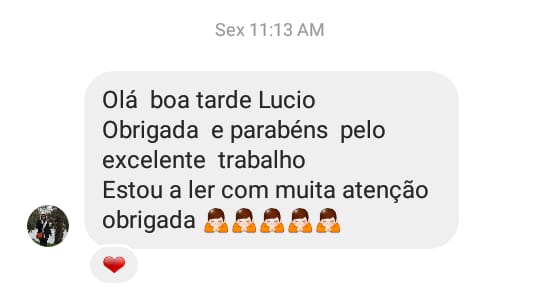 Sex 11:13 AM
Olá boa tarde Lucio
Obrigada e parabéns pelo
excelente trabalho
Estou a ler com muita atenção
obrigada 🙇🙇🙇🙇🙇
❤